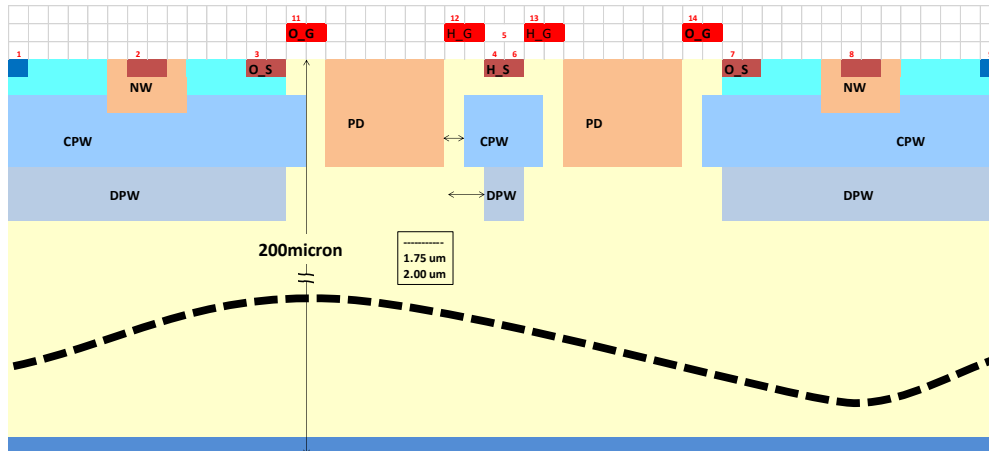 11 12 13 14
O_G H_G H_G O_G
5
1 2 3 4 6 7 8
O_S H_S O_S
NW NW
PD PD
CPW CPW CPW
DPW DPW DPW
200micron
-----------
1.75 um
2.00 um